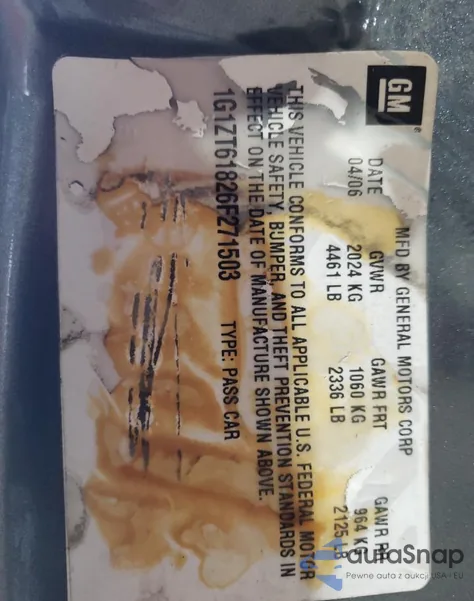 GM
MFD BY GENERAL MOTORS CORP
DATE GVWR GAWR FRT GAWR RR
04/06 2024 KG 1060 KG 964 KG
4461 LB 2336 LB 2125 LB
THIS VEHICLE CONFORMS TO ALL APPLICABLE U.S. FEDERAL MOTOR
VEHICLE SAFETY, BUMPER, AND THEFT PREVENTION STANDARDS IN
EFFECT ON THE DATE OF MANUFACTURE SHOWN ABOVE.
1G1ZT61826F271503 TYPE: PASS CAR
autaSnap
Pewne auta z aukcji USA - EU